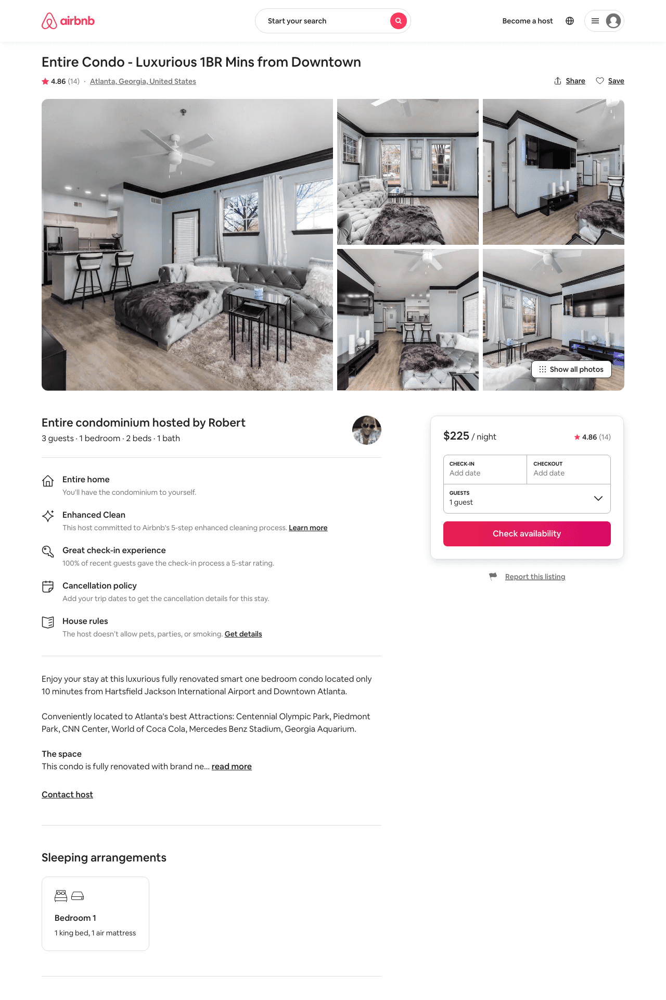 airbnb
Start your search
Become a host
Entire Condo - Luxurious 1BR Mins from Downtown
4.86 (14) · Atlanta, Georgia, United States
Share
Save
Show all photos
Entire condominium hosted by Robert
3 guests · 1 bedroom · 2 beds · 1 bath
Entire home
You’ll have the condominium to yourself.
Enhanced Clean
This host committed to Airbnb's 5-step enhanced cleaning process. Learn more
Great check-in experience
100% of recent guests gave the check-in process a 5-star rating.
Cancellation policy
Add your trip dates to get the cancellation details for this stay.
House rules
The host doesn’t allow pets, parties, or smoking. Get details
$225 / night
4.86 (14)
CHECK-IN
Add date
CHECKOUT
Add date
GUESTS
1 guest
Check availability
Report this listing
Enjoy your stay at this luxurious fully renovated smart one bedroom condo located only
10 minutes from Hartsfield Jackson International Airport and Downtown Atlanta.
Conveniently located to Atlanta's best Attractions: Centennial Olympic Park, Piedmont
Park, CNN Center, World of Coca Cola, Mercedes Benz Stadium, Georgia Aquarium.
The space
This condo is fully renovated with brand ne... read more
Contact host
Sleeping arrangements
Bedroom 1
1 king bed, 1 air mattress